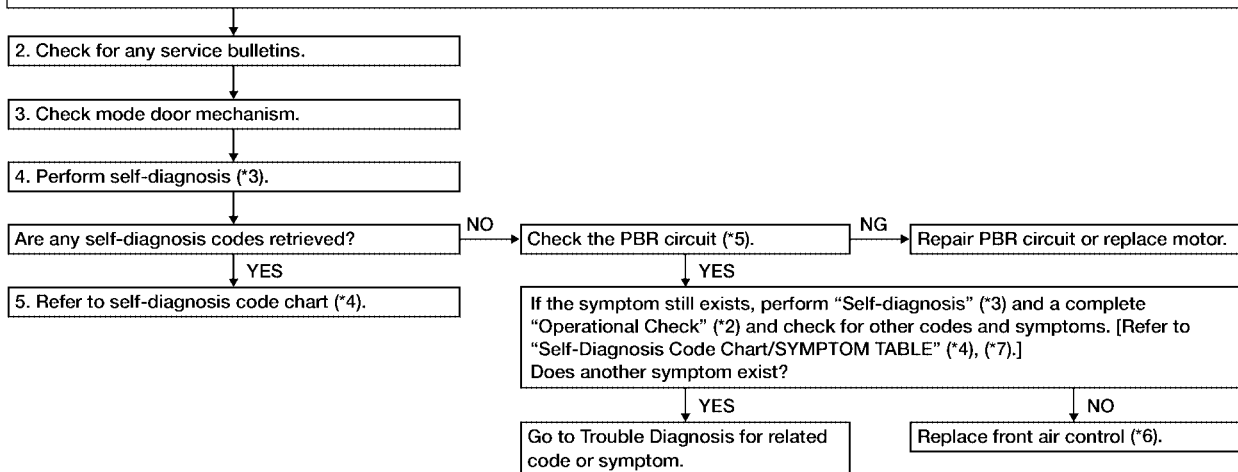 2. Check for any service bulletins.
3. Check mode door mechanism.
4. Perform self-diagnosis (*3).
Are any self-diagnosis codes retrieved?
NO
Check the PBR circuit (*5).
NG
Repair PBR circuit or replace motor.
YES
5. Refer to self-diagnosis code chart (*4).
YES
If the symptom still exists, perform “Self-diagnosis” (*3) and a complete
“Operational Check” (*2) and check for other codes and symptoms. [Refer to
“Self-Diagnosis Code Chart/SYMPTOM TABLE” (*4), (*7).]
Does another symptom exist?
YES
NO
Go to Trouble Diagnosis for related
code or symptom.
Replace front air control (*6).